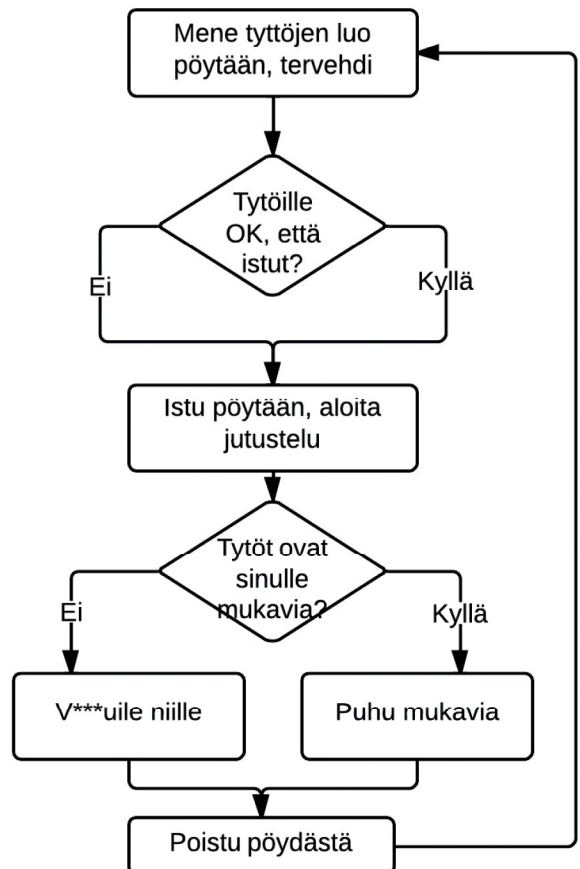 Mene tyttöjen luo
pöytään, tervehdi
Tytöille
OK, että
istut?
Ei
Kyllä
Istu pöytään, aloita
jutustelu
Tytöt ovat
sinulle
mukavia?
Ei
Kyllä
V***uile niille
Puhu mukavia
Poistu pöydästä